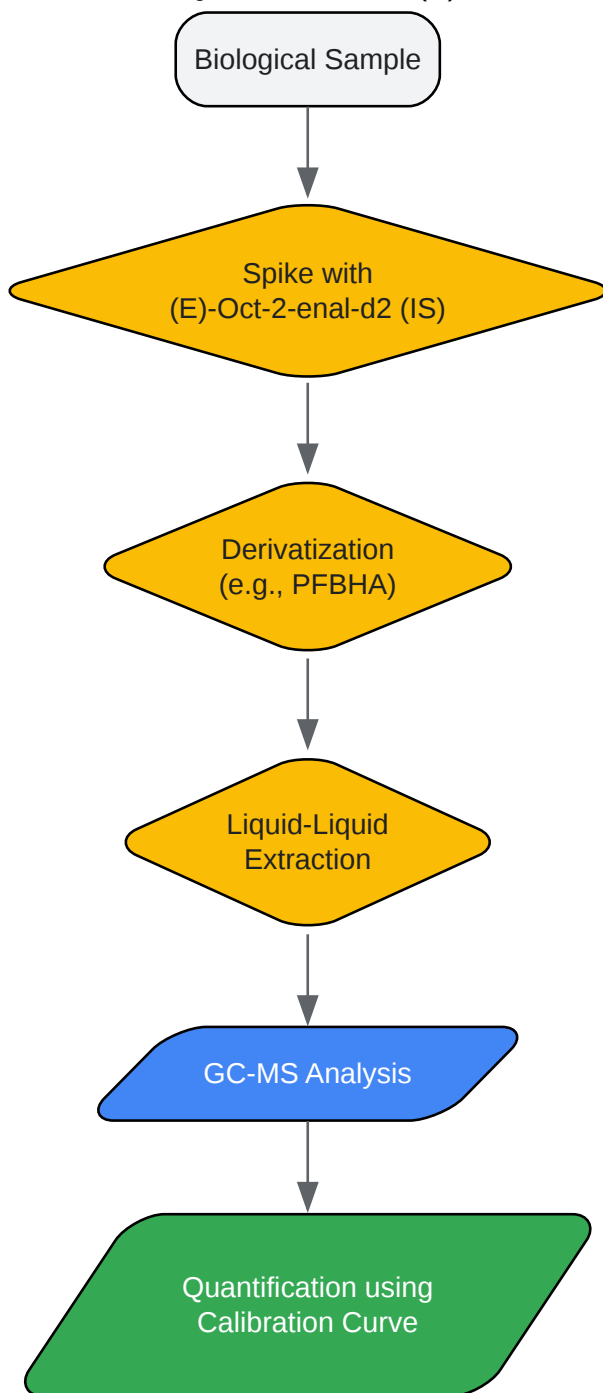 Biological Sample
Spike with
(E)-Oct-2-enal-d2 (IS)
Derivatization
(e.g., PFBHA)
Liquid-Liquid
Extraction
GC-MS Analysis
Quantification using
Calibration Curve